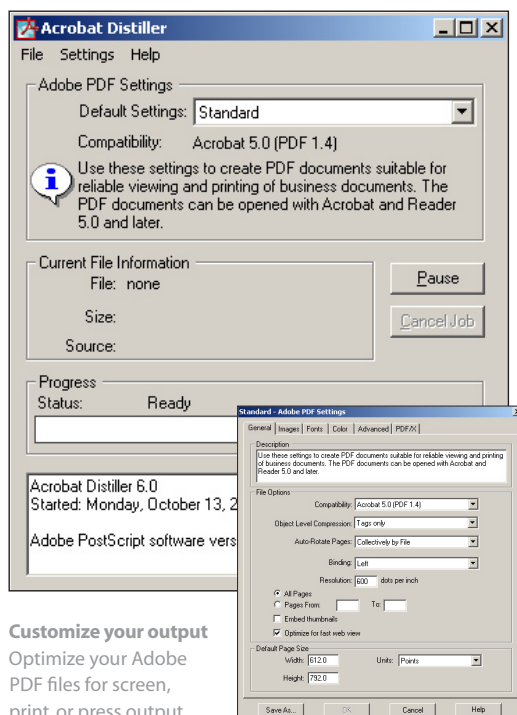 Acrobat Distiller
File Settings Help
Adobe PDF Settings
Default Settings: Standard
Compatibility: Acrobat 5.0 (PDF 1.4)
Use these settings to create PDF documents suitable for
reliable viewing and printing of business documents. The
PDF documents can be opened with Acrobat and Reader
5.0 and later.
Current File Information
File: none
Pause
Size:
Cancel Job
Source:
Progress
Status: Ready
Acrobat Distiller 6.0
Started: Monday, October 13, 2
Adobe PostScript software vers
Standard - Adobe PDF Settings
General Images Fonts Color Advanced PDF/X
Description
Use these settings to create PDF documents suitable for reliable viewing and printing
of business documents. The PDF documents can be opened with Acrobat and
Reader 5.0 and later.
File Options
Compatibility: Acrobat 5.0 (PDF 1.4)
Object Level Compression: Tags only
Auto-Rotate Pages: Collectively by File
Binding: Left
Resolution: 600 dots per inch
All Pages
Pages From: To:
Embed thumbnails
Optimize for fast web view
Default Page Size
Width: 612.0 Units: Points
Height: 792.0
Save As... OK Cancel Help
Customize your output
Optimize your Adobe
PDF files for screen,
print, or press output